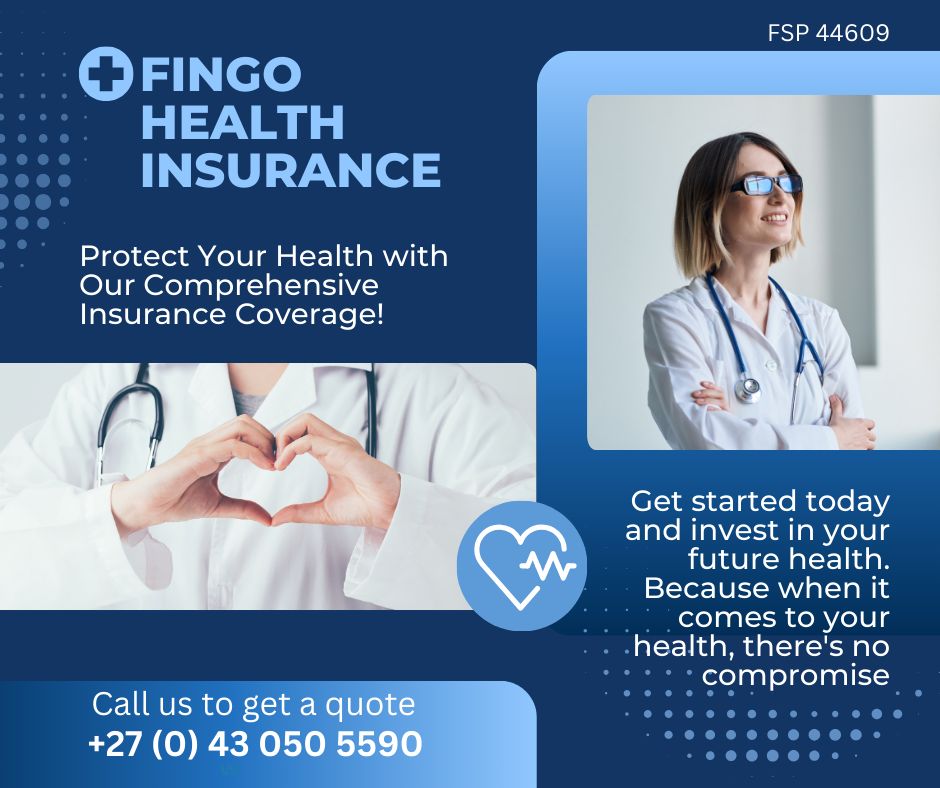 FSP 44609
FINGO
HEALTH
INSURANCE
Protect Your Health with
Our Comprehensive
Insurance Coverage!
Get started today
and invest in your
future health.
Because when it
comes to your
health, there's no
compromise
Call us to get a quote
+27 (0) 43 050 5590